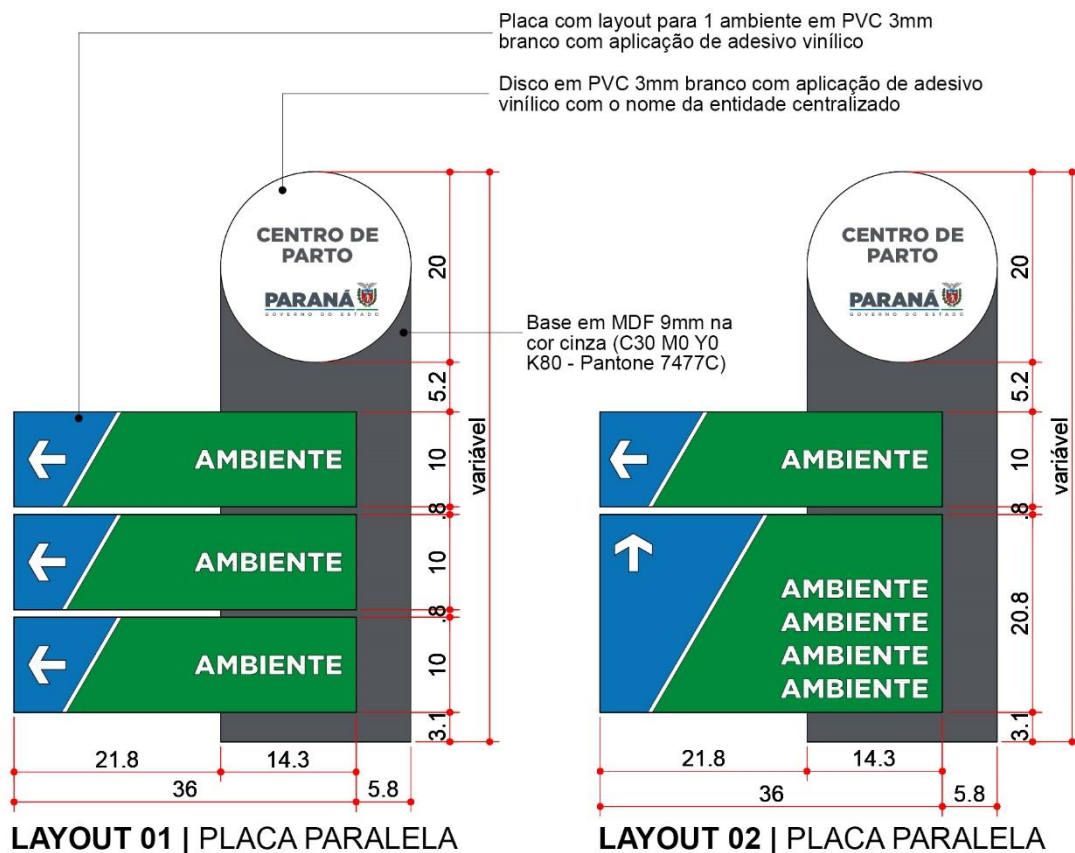 Placa com layout para 1 ambiente em PVC 3mm
branco com aplicação de adesivo vinílico
Disco em PVC 3mm branco com aplicação de adesivo
vinílico com o nome da entidade centralizado
CENTRO DE
PARTO
PARANÁ
GOVERNO DO ESTADO
20
Base em MDF 9mm na
cor cinza (C30 M0 Y0
K80 - Pantone 7477C)
5.2
variável
AMBIENTE
10
.8
AMBIENTE
10
.8
AMBIENTE
10
3.1
21.8
14.3
36
5.8
LAYOUT 01 | PLACA PARALELA
CENTRO DE
PARTO
PARANÁ
GOVERNO DO ESTADO
20
5.2
variável
AMBIENTE
10
.8
AMBIENTE
AMBIENTE
AMBIENTE
AMBIENTE
20.8
3.1
21.8
14.3
36
5.8
LAYOUT 02 | PLACA PARALELA